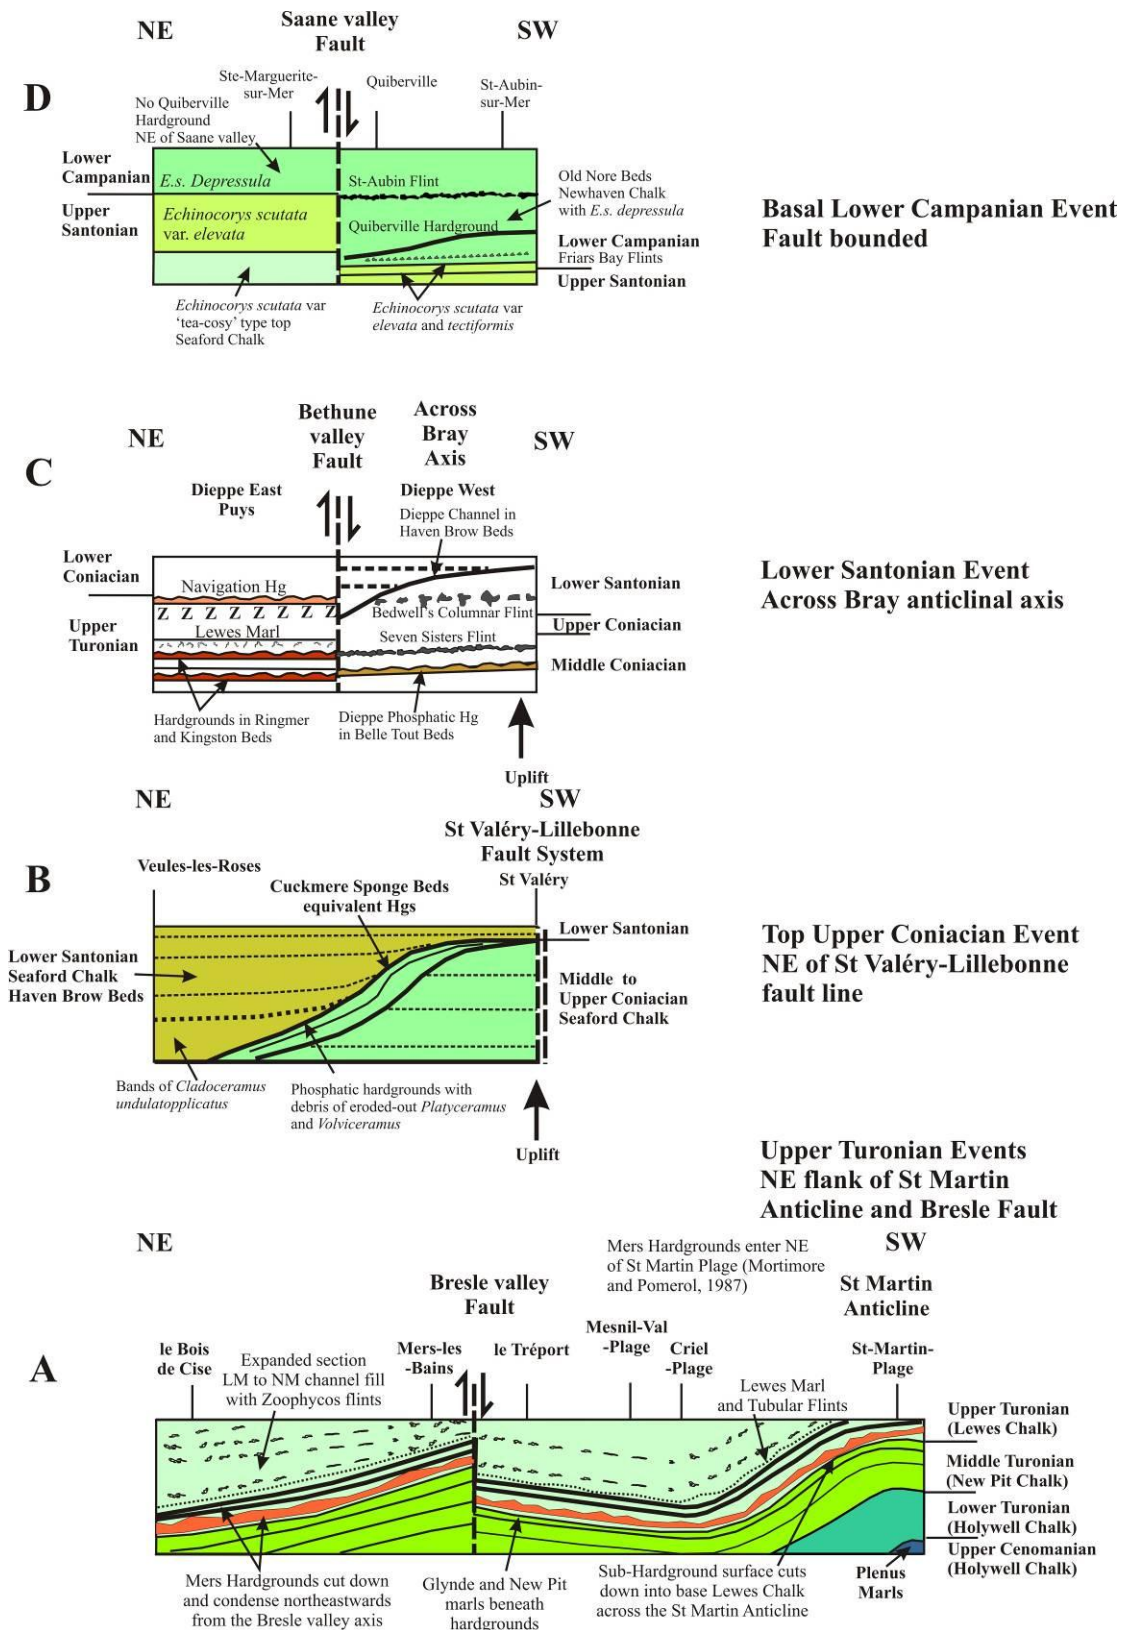 NE
Saane valley
Fault
SW
D
Ste-Marguerite-
sur-Mer
Quiberville
St-Aubin-
sur-Mer
No Quiberville
Hardground
NE of Saane valley
Lower
Campanian
E.s. Depressula
St-Aubin Flint
Old Nore Beds
Newhaven Chalk
with E.s. depressula
Upper
Santonian
Echinocorys scutata
var. elevata
Quiberville Hardground
Lower Campanian
Friars Bay Flints
Upper Santonian
Echinocorys scutata var
'tea-cosy' type top
Seaford Chalk
Echinocorys scutata var
elevata and tectiformis
Basal Lower Campanian Event
Fault bounded
NE
Bethune
valley
Fault
Across
Bray
Axis
SW
C
Dieppe East
Puys
Dieppe West
Dieppe Channel in
Haven Brow Beds
Lower
Coniacian
Navigation Hg
Lower Santonian
Z Z Z Z Z Z Z Z Z
Bedwell's Columnar Flint
Upper Coniacian
Upper
Turonian
Lewes Marl
Seven Sisters Flint
Middle Coniacian
Hardgrounds in Ringmer
and Kingston Beds
Dieppe Phosphatic Hg
in Belle Tout Beds
Uplift
Lower Santonian Event
Across Bray anticlinal axis
NE
SW
St Valéry-Lillebonne
Fault System
B
Veules-les-Roses
St Valéry
Cuckmere Sponge Beds
equivalent Hgs
Lower Santonian
Lower Santonian
Seaford Chalk
Haven Brow Beds
Middle to
Upper Coniacian
Seaford Chalk
Bands of Cladoceramus
undulatopplicatus
Phosphatic hardgrounds with
debris of eroded-out Platyceramus
and Volviceramus
Uplift
Top Upper Coniacian Event
NE of St Valéry-Lillebonne
fault line
Upper Turonian Events
NE flank of St Martin
Anticline and Bresle Fault
NE
SW
Mers Hardgrounds enter NE
of St Martin Plage (Mortimore
and Pomerol, 1987)
Bresle valley
Fault
St Martin
Anticline
A
le Bois
de Cise
Mers-les
-Bains
le Tréport
Mesnil-Val
-Plage
Criel
-Plage
St-Martin-
Plage
Expanded section
LM to NM channel fill
with Zoophycos flints
Lewes Marl
and Tubular Flints
Upper Turonian
(Lewes Chalk)
Middle Turonian
(New Pit Chalk)
Lower Turonian
(Holywell Chalk)
Upper Cenomanian
(Holywell Chalk)
Mers Hardgrounds cut down
and condense northeastwards
from the Bresle valley axis
Glynde and New Pit
marls beneath
hardgrounds
Sub-Hardground surface cuts
down into base Lewes Chalk
across the St Martin Anticline
Plenus
Marls